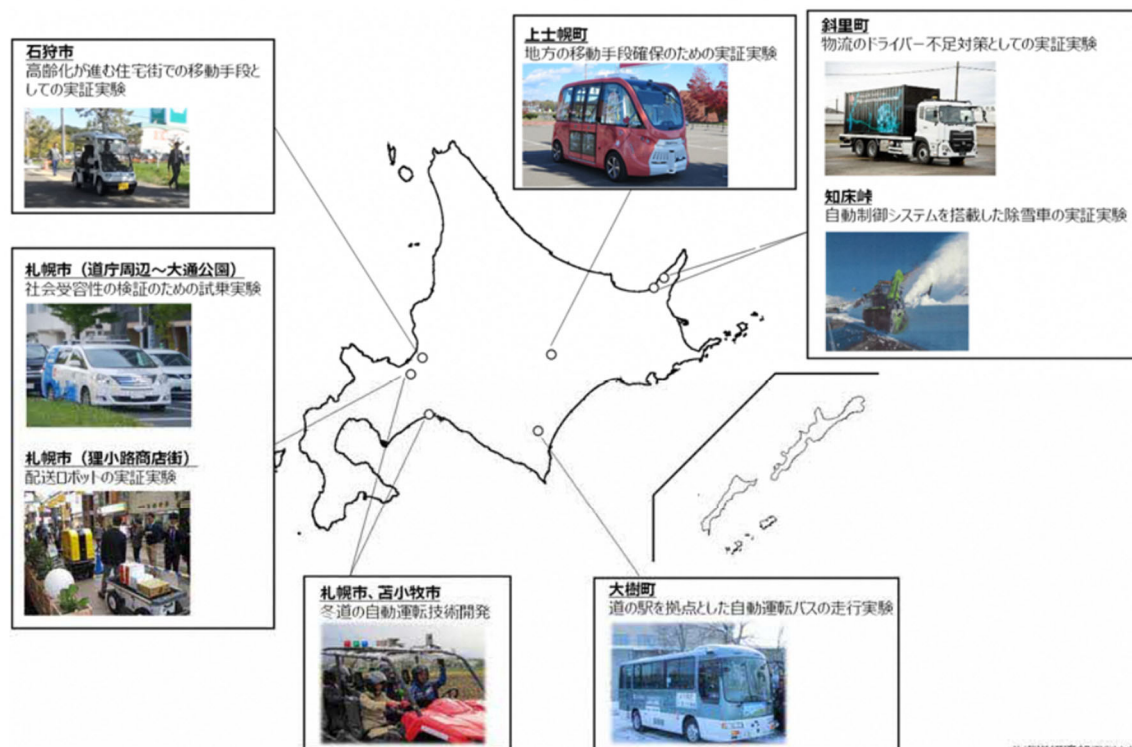 石狩市
高齢化が進む住宅街での移動手段と
しての実証実験
上士幌町
地方の移動手段確保のための実証実験
斜里町
物流のドライバー不足対策としての実証実験
知床峠
自動制御システムを搭載した除雪車の実証実験
札幌市（道庁周辺～大通公園）
社会受容性の検証のための試乗実験
札幌市（狸小路商店街）
配送ロボットの実証実験
札幌市、苫小牧市
冬道の自動運転技術開発
大樹町
道の駅を拠点とした自動運転バスの走行実験